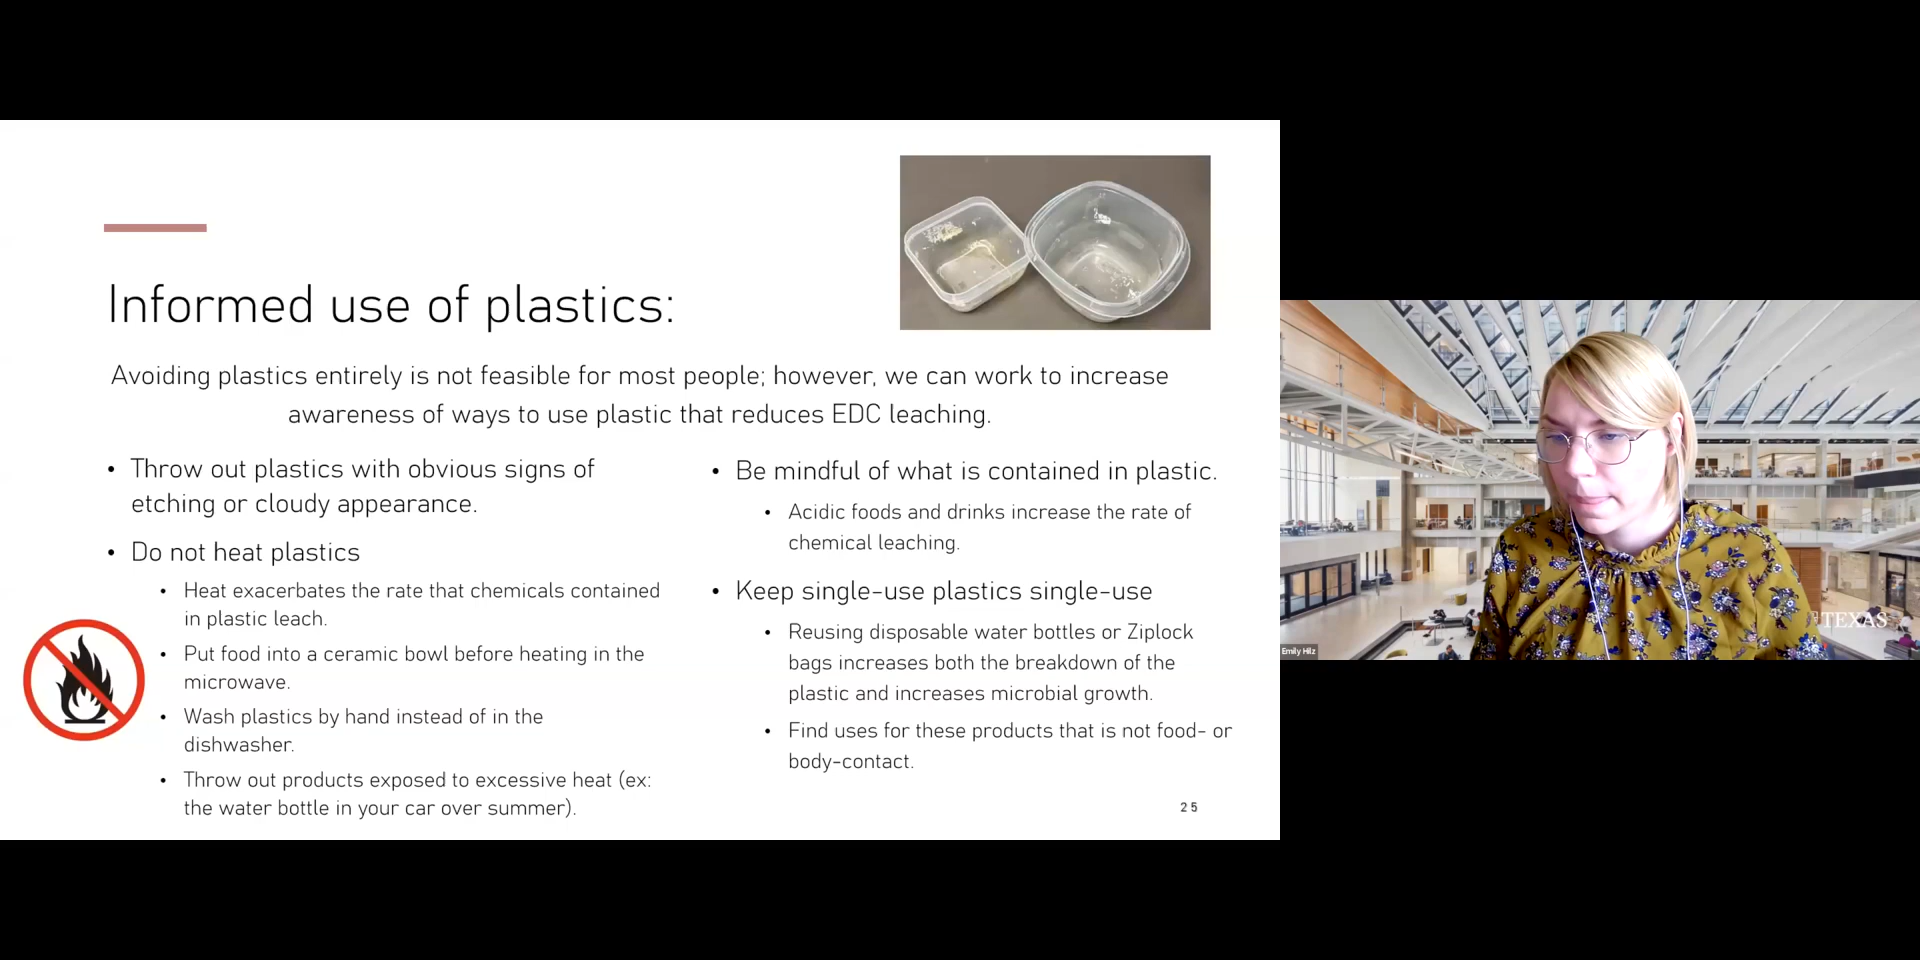 Informed use of plastics:
Avoiding plastics entirely is not feasible for most people; however, we can work to increase
awareness of ways to use plastic that reduces EDC leaching.
• Throw out plastics with obvious signs of
etching or cloudy appearance.
• Do not heat plastics
• Heat exacerbates the rate that chemicals contained
in plastic leach.
• Put food into a ceramic bowl before heating in the
microwave.
• Wash plastics by hand instead of in the
dishwasher.
• Throw out products exposed to excessive heat (ex:
the water bottle in your car over summer).
• Be mindful of what is contained in plastic.
• Acidic foods and drinks increase the rate of
chemical leaching.
• Keep single-use plastics single-use
• Reusing disposable water bottles or Ziplock
bags increases both the breakdown of the
plastic and increases microbial growth.
• Find uses for these products that is not food- or
body-contact.
25
TEXAS
Emily Hilz